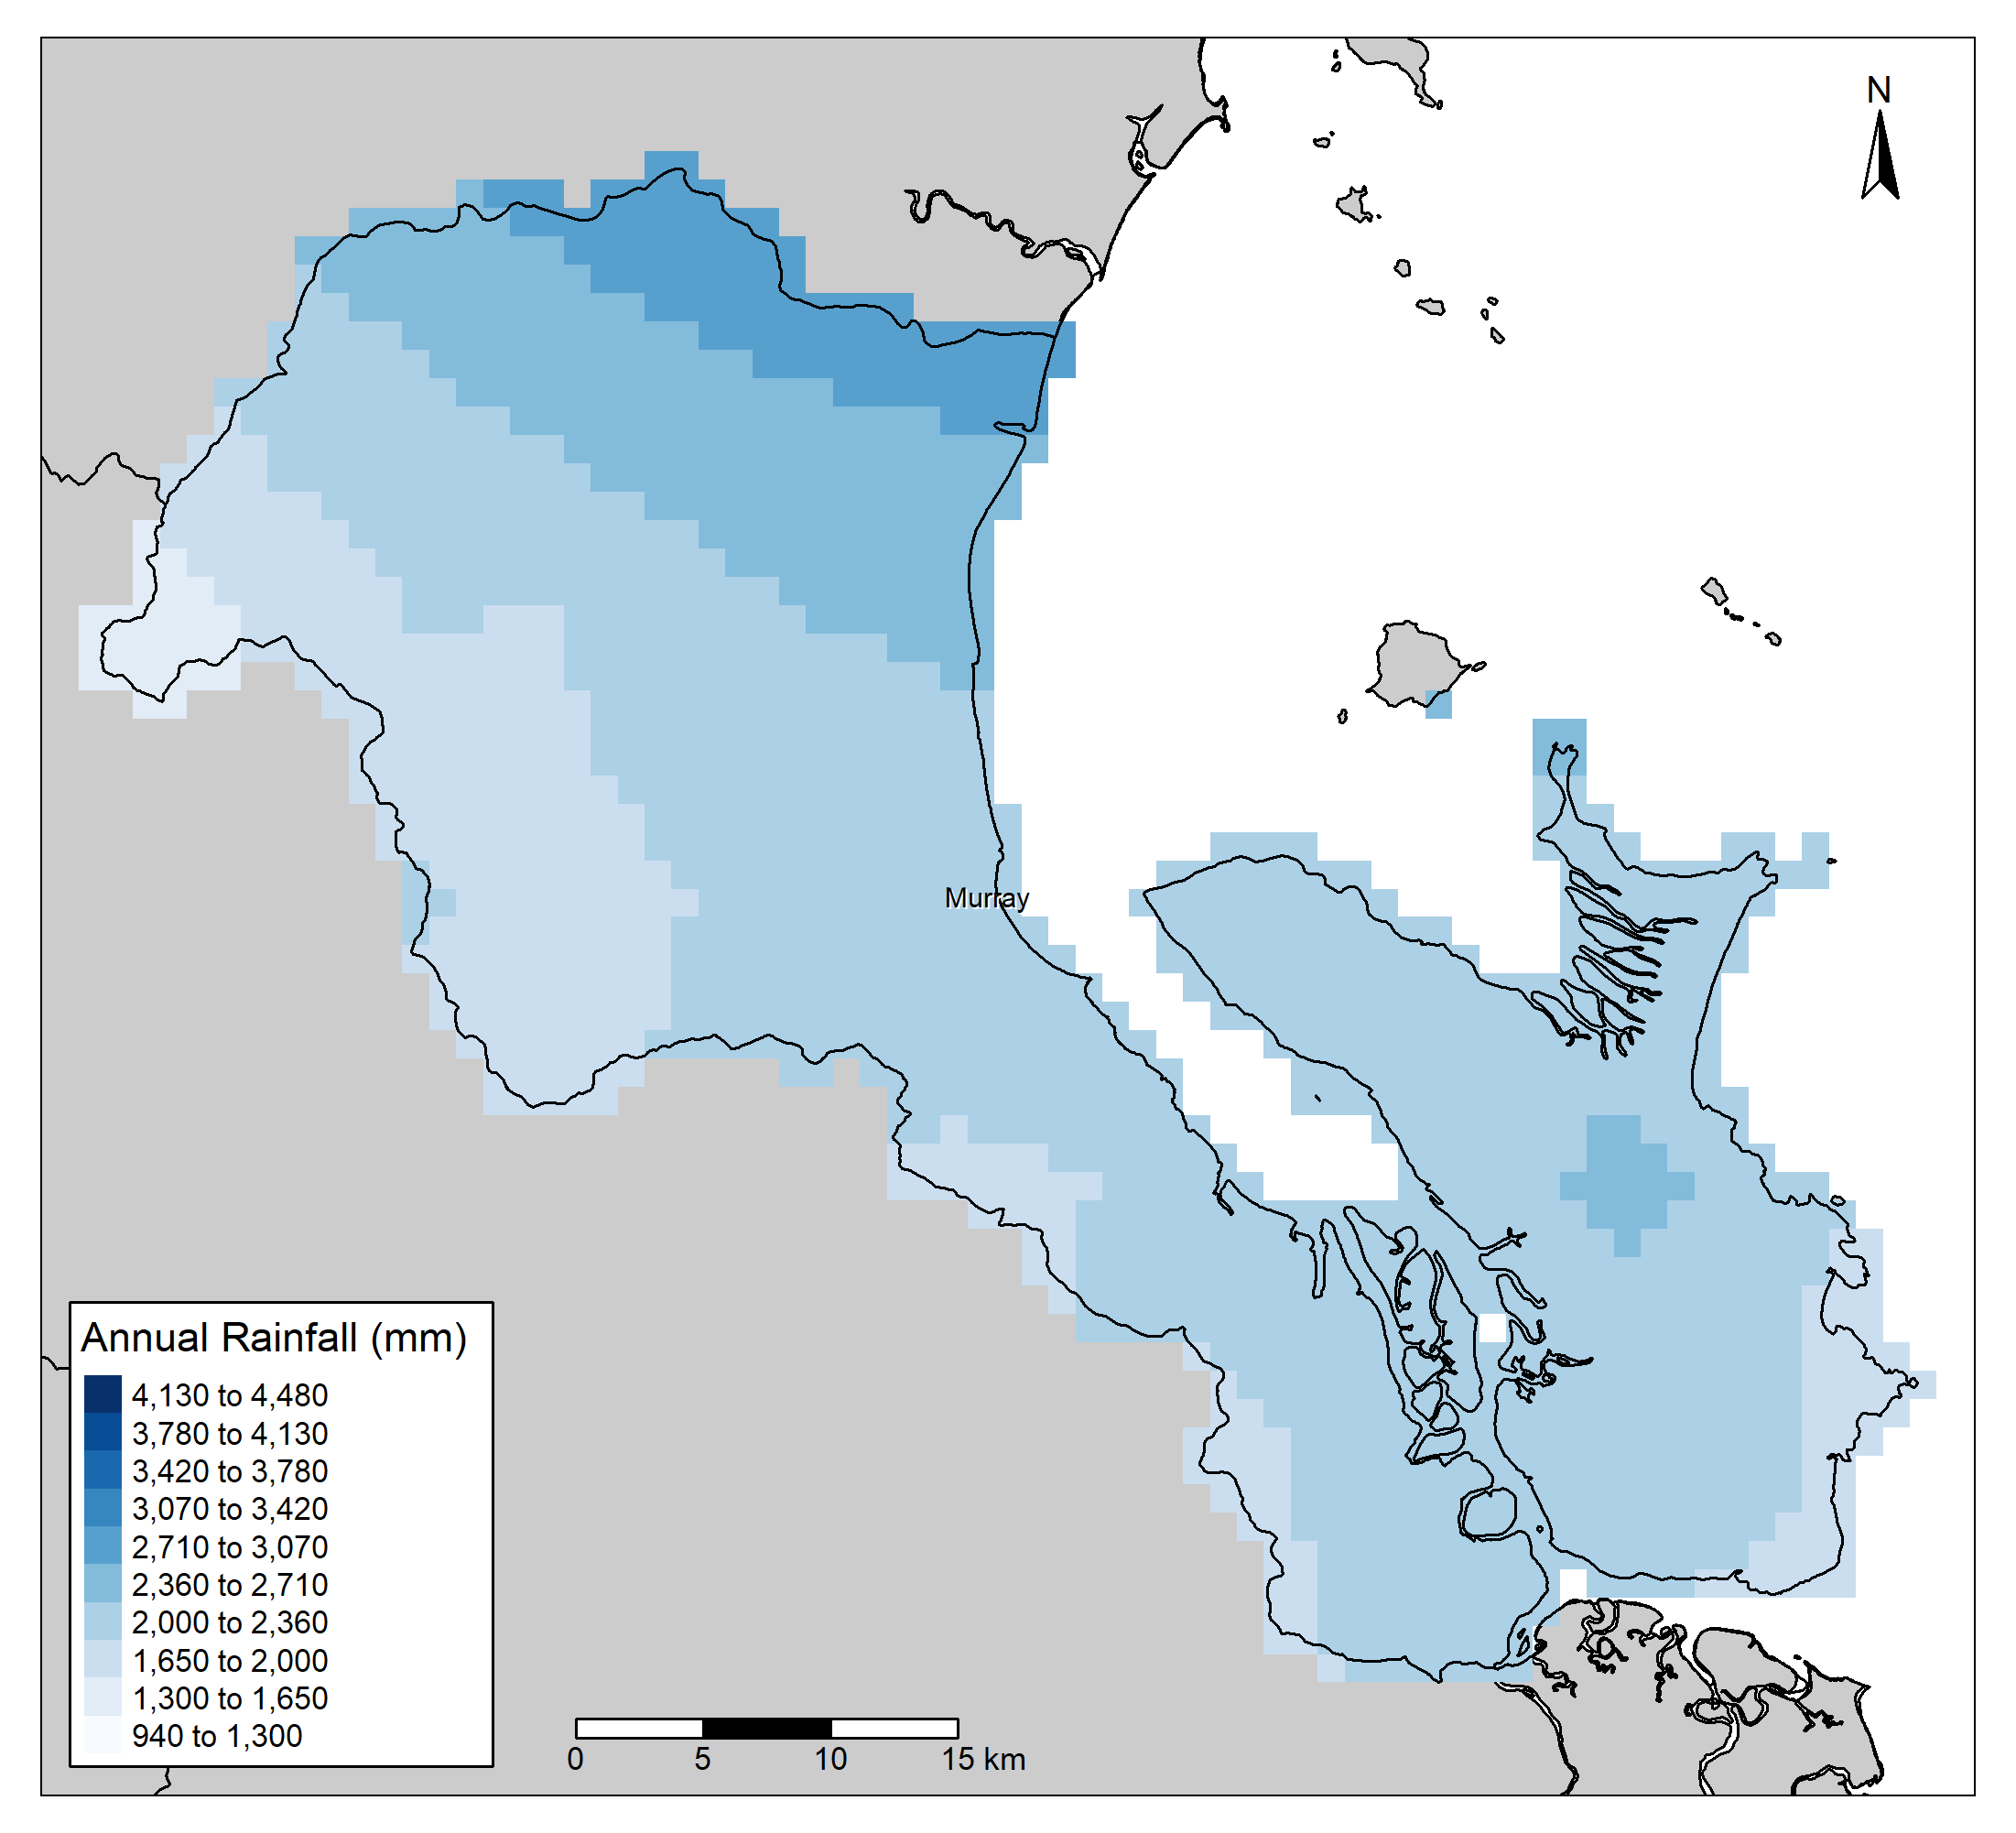 N
Murray
Annual Rainfall (mm)
4,130 to 4,480
3,780 to 4,130
3,420 to 3,780
3,070 to 3,420
2,710 to 3,070
2,360 to 2,710
2,000 to 2,360
1,650 to 2,000
1,300 to 1,650
940 to 1,300
0 5 10 15 km